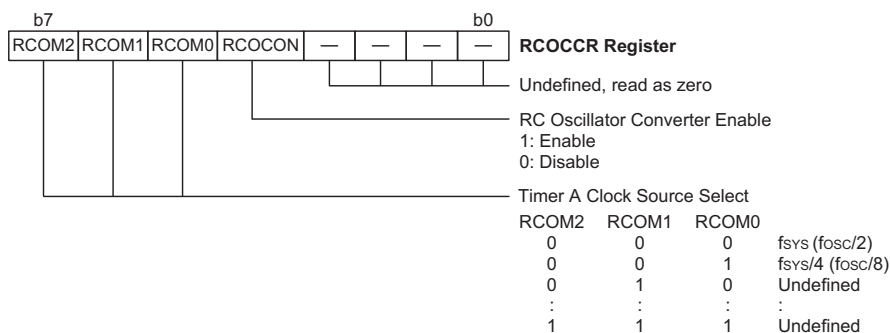 b7 b0
RCOM2 RCOM1 RCOM0 RCOCON — — — — RCOCCR Register
Undefined, read as zero
RC Oscillator Converter Enable
1: Enable
0: Disable
Timer A Clock Source Select
RCOM2 RCOM1 RCOM0
0 0 0 fSYS (fOSC/2)
0 0 1 fSYS/4 (fOSC/8)
0 1 0 Undefined
: : : :
1 1 1 Undefined